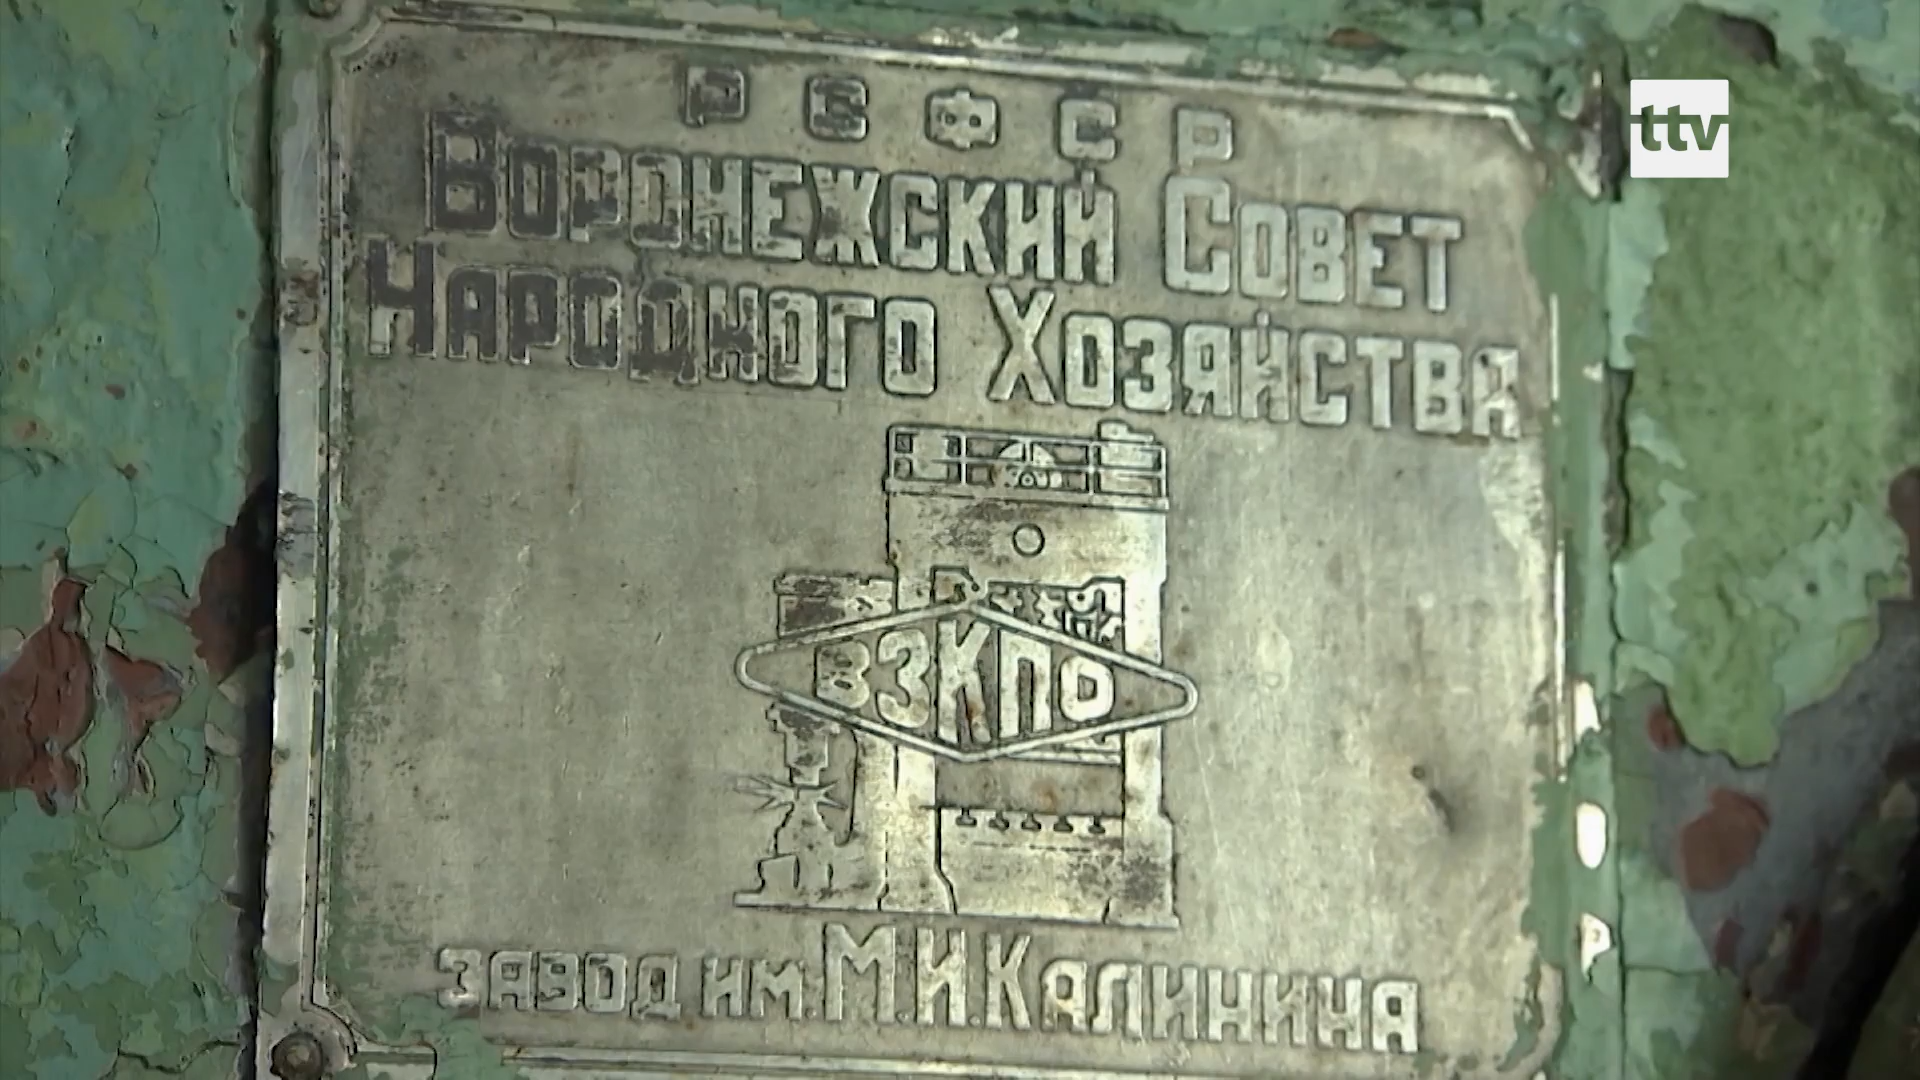 РСФСР
ttv
Воронежский Совет
Народного Хозяйства
ВЗКПО
завод им. М.И.Калинина